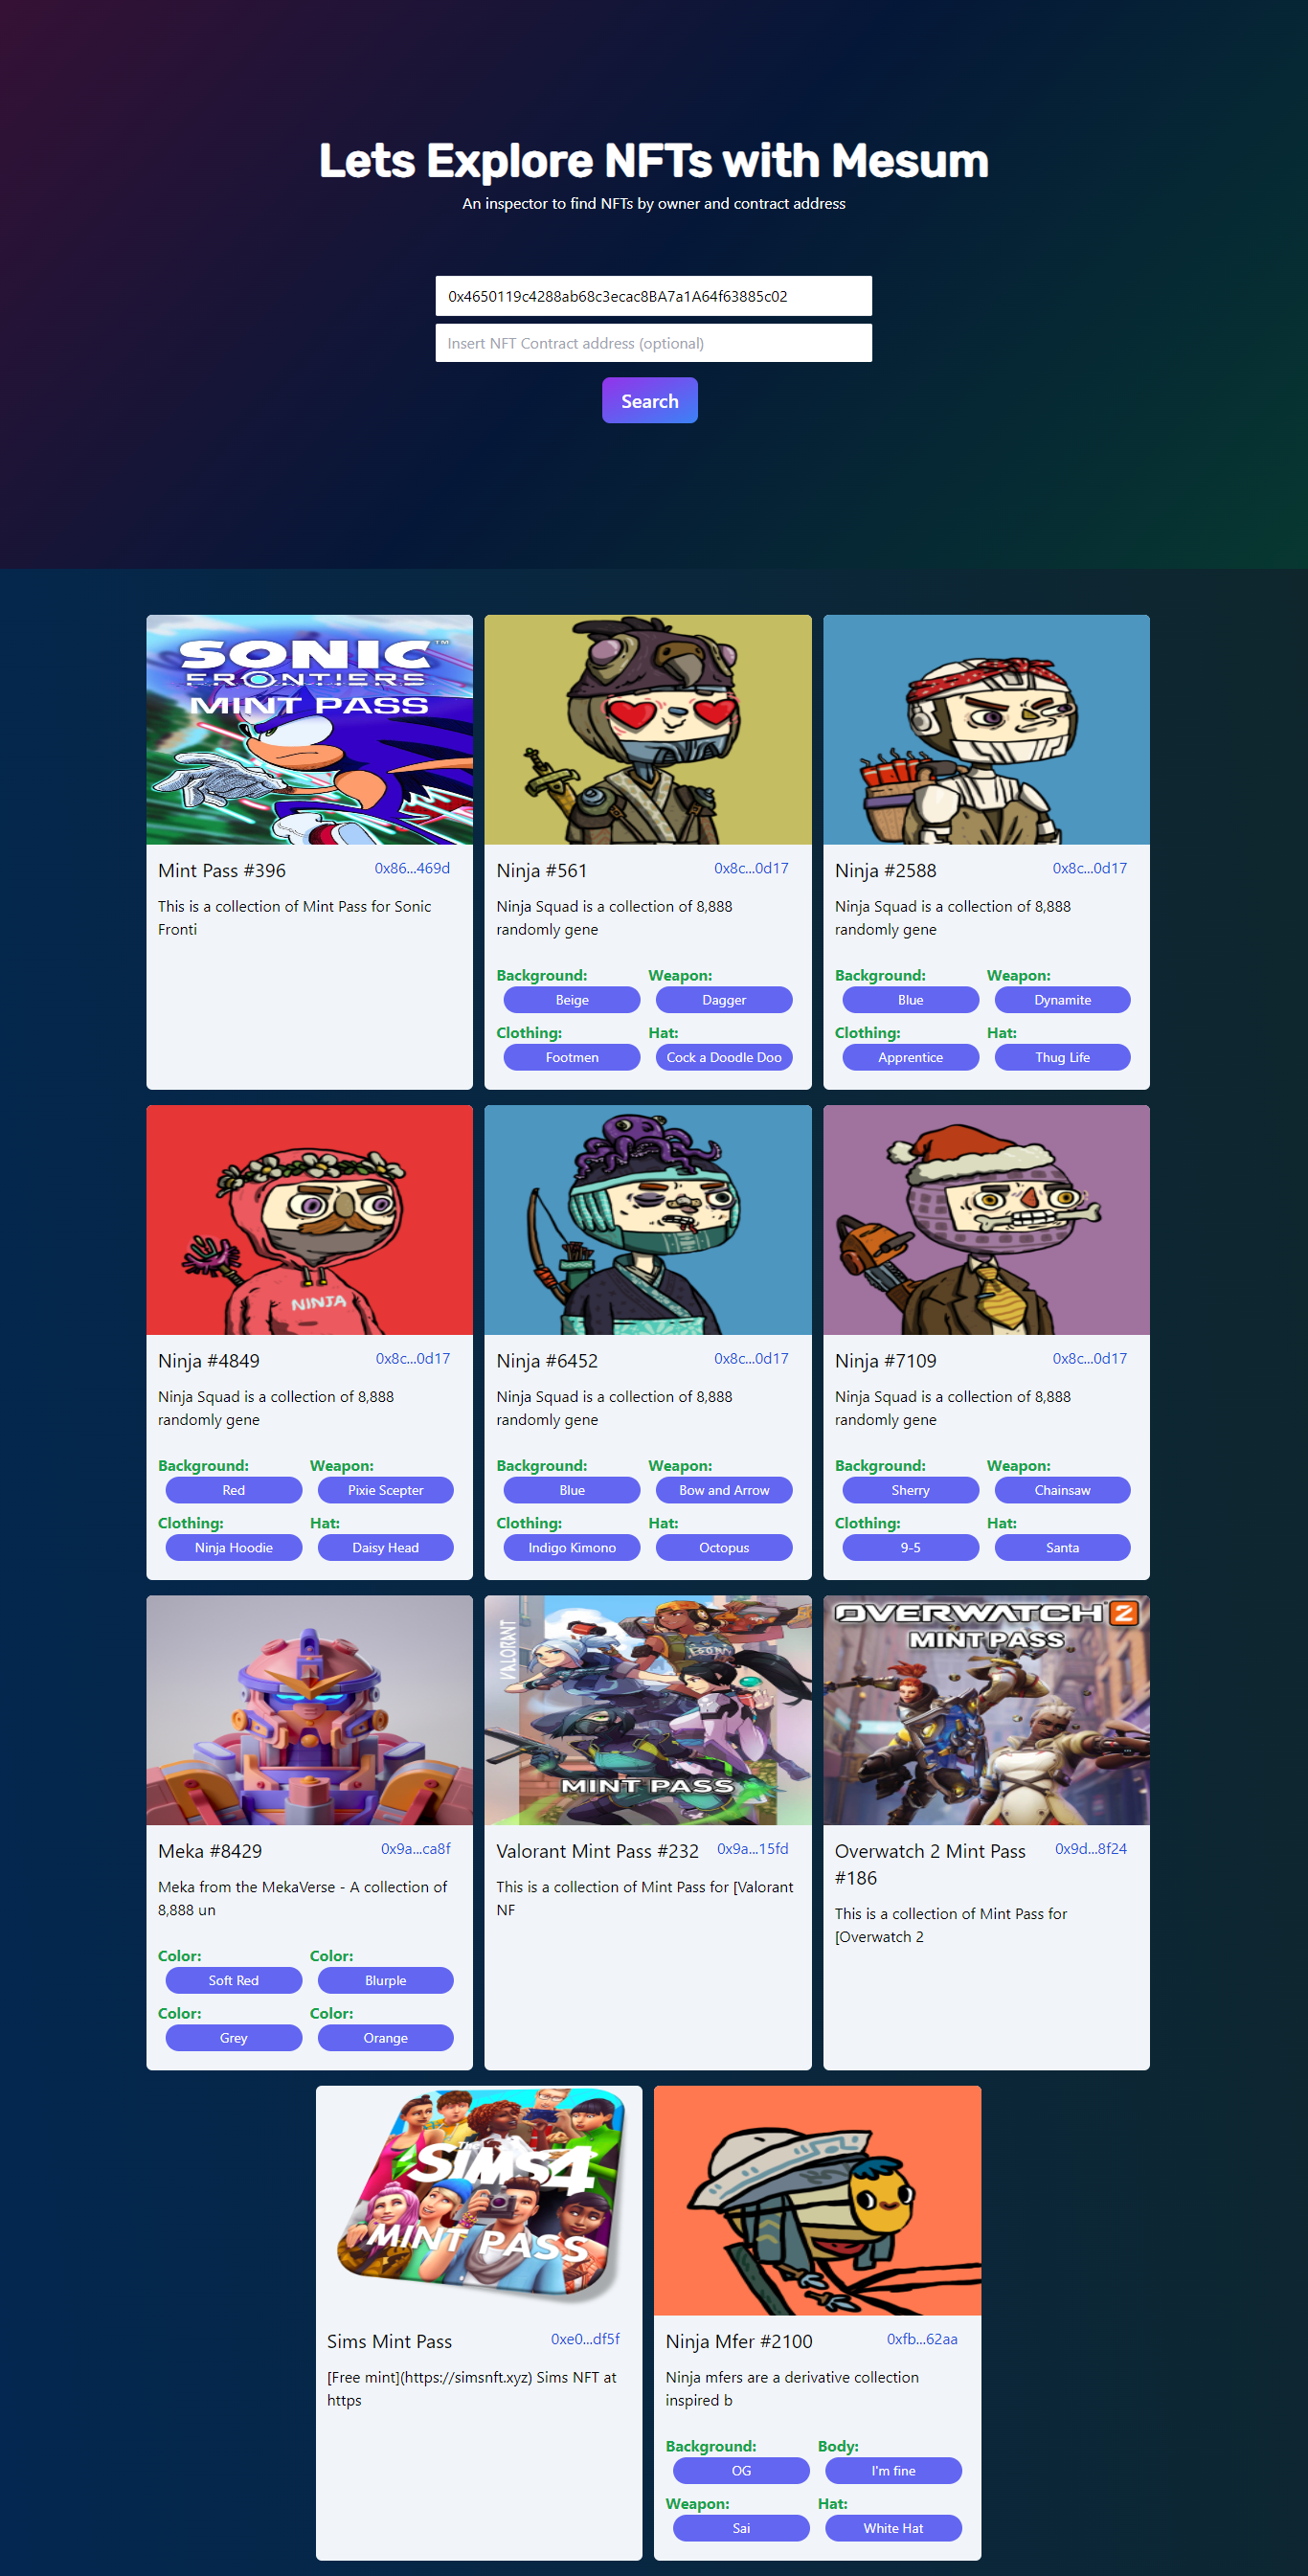 Lets Explore NFTs with Mesum
An inspector to find NFTs by owner and contract address
0x4650119c4288ab68c3ecac8BA7a1A64f63885c02
Insert NFT Contract address (optional)
Search
SONIC™
FRONTIERS
MINT PASS
Mint Pass #396
0x86...469d
This is a collection of Mint Pass for Sonic
Fronti
Ninja #561
0x8c...0d17
Ninja Squad is a collection of 8,888
randomly gene
Background:
Weapon:
Beige
Dagger
Clothing:
Hat:
Footmen
Cock a Doodle Doo
Ninja #2588
0x8c...0d17
Ninja Squad is a collection of 8,888
randomly gene
Background:
Weapon:
Blue
Dynamite
Clothing:
Hat:
Apprentice
Thug Life
NINJA
Ninja #4849
0x8c...0d17
Ninja Squad is a collection of 8,888
randomly gene
Background:
Weapon:
Red
Pixie Scepter
Clothing:
Hat:
Ninja Hoodie
Daisy Head
Ninja #6452
0x8c...0d17
Ninja Squad is a collection of 8,888
randomly gene
Background:
Weapon:
Blue
Bow and Arrow
Clothing:
Hat:
Indigo Kimono
Octopus
Ninja #7109
0x8c...0d17
Ninja Squad is a collection of 8,888
randomly gene
Background:
Weapon:
Sherry
Chainsaw
Clothing:
Hat:
9-5
Santa
Meka #8429
0x9a...ca8f
Meka from the MekaVerse - A collection of
8,888 un
Color:
Color:
Soft Red
Blurple
Color:
Color:
Grey
Orange
VALORANT
MINT PASS
Valorant Mint Pass #232
0x9a...15fd
This is a collection of Mint Pass for [Valorant
NF
OVERWATCH 2
MINT PASS
Overwatch 2 Mint Pass
#186
0x9d...8f24
This is a collection of Mint Pass for
[Overwatch 2
THE
SIMS 4
MINT PASS
Sims Mint Pass
0xe0...df5f
[Free mint](https://simsnft.xyz) Sims NFT at
https
Ninja Mfer #2100
0xfb...62aa
Ninja mfers are a derivative collection
inspired b
Background:
Body:
OG
I'm fine
Weapon:
Hat:
Sai
White Hat